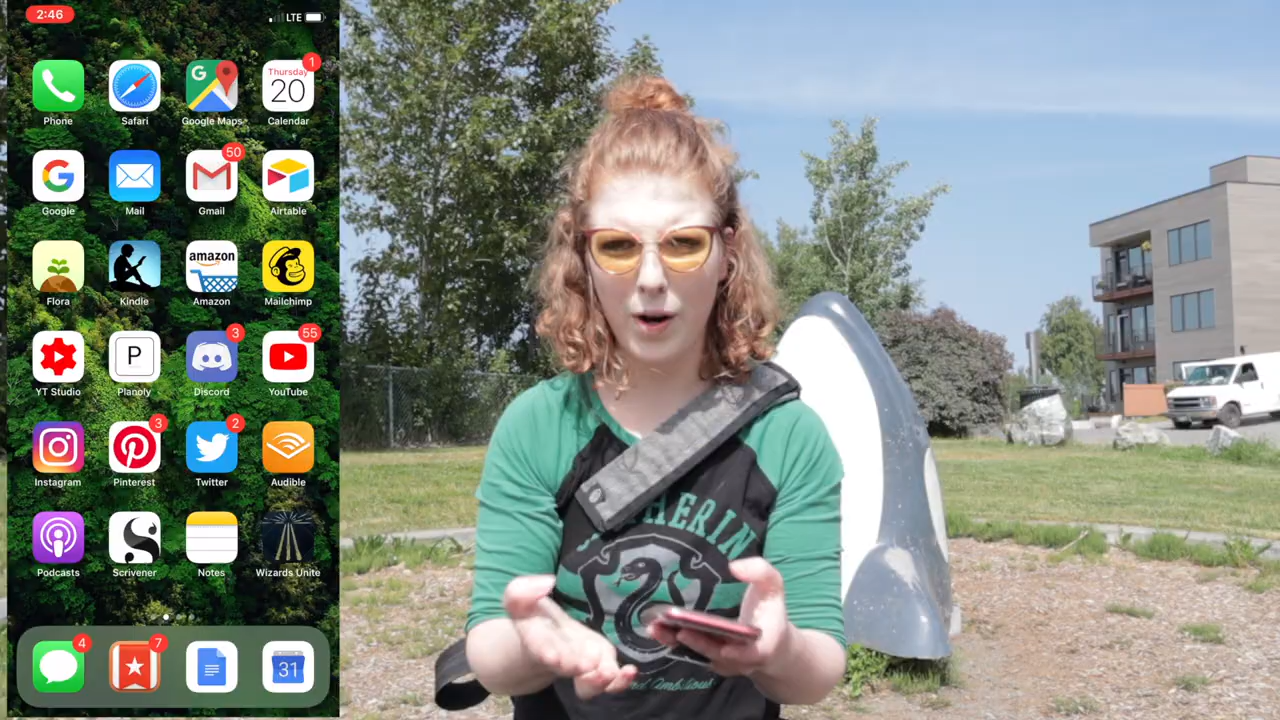 2:46
LTE
Phone
Safari
G
Google Maps
Thursday
20
1
Calendar
G
Google
Mail
50
Gmail
Airtable
Flora
Kindle
amazon
Amazon
Mailchimp
YT Studio
P
Planoly
3
Discord
55
YouTube
Instagram
3
Pinterest
2
Twitter
Audible
Podcasts
Scrivener
Notes
Wizards Unite
4
7
31
THERIN
nd Ambitious